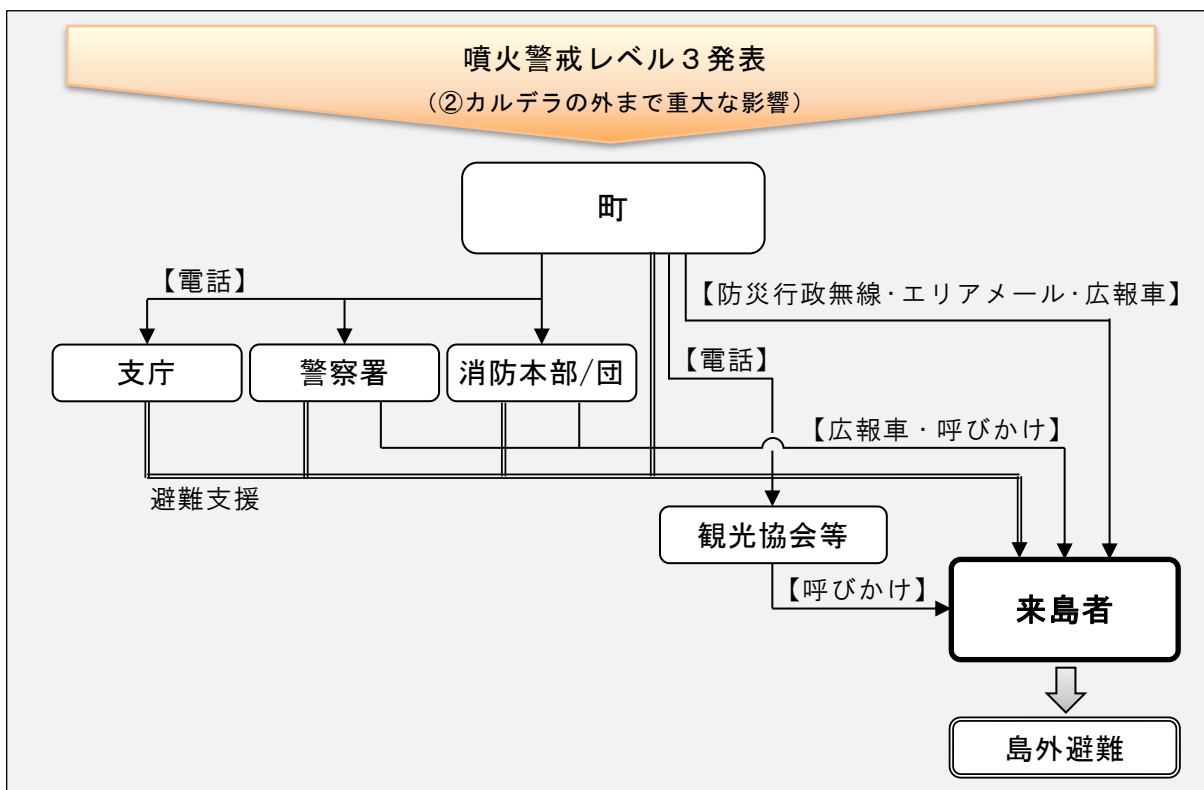 噴火警戒レベル３発表
（②カルデラの外まで重大な影響）
町
【電話】
【防災行政無線・エリアメール・広報車】
支庁
警察署
消防本部/団
【電話】
【広報車・呼びかけ】
避難支援
観光協会等
【呼びかけ】
来島者
島外避難